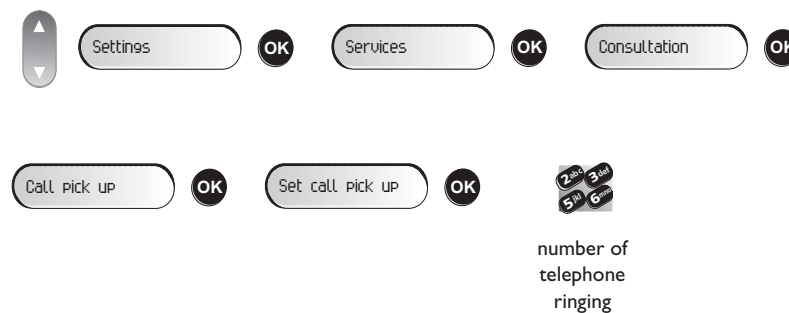 Settings OK Services OK Consultation OK
Call pick up OK Set call pick up OK 2abc 3def
5jkl 6mno
number of
telephone
ringing